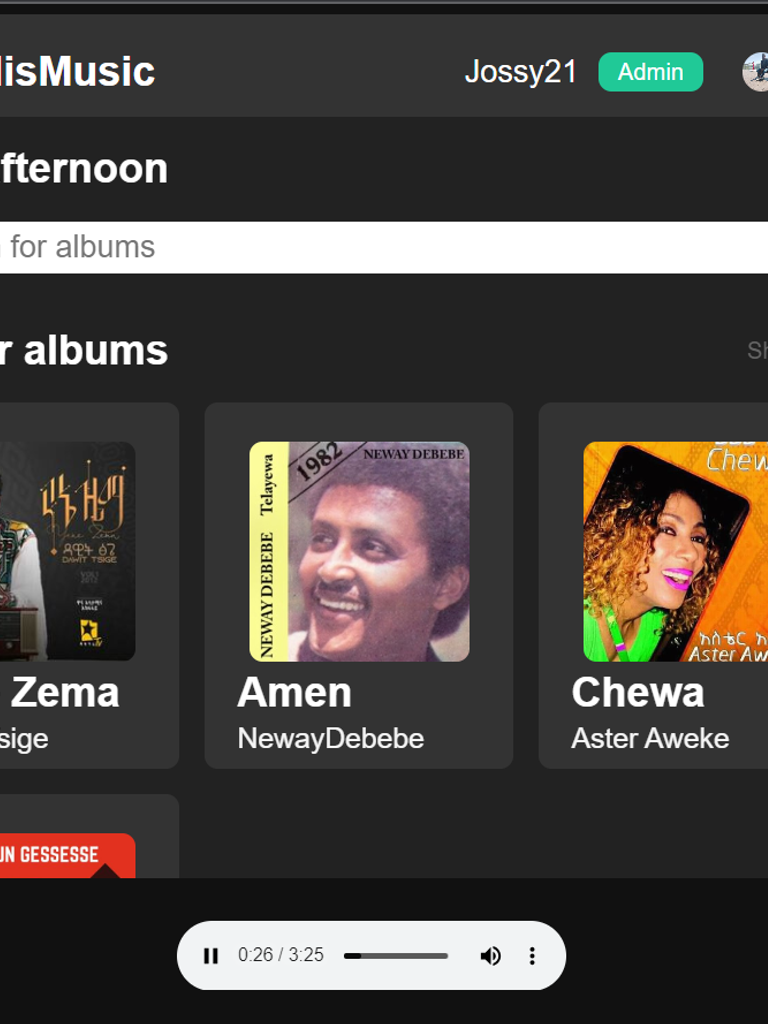 lisMusic
Jossy21
Admin
fternoon
for albums
r albums
Sh
የኔ ዜማ
Yene Zema
ዳዊት ፅጌ
DAWIT TSIGE
1982
NEWAY DEBEBE
Telayewa
NEWAY DEBEBE
Chew
አስቴር አ
Aster Aw
Zema
sige
Amen
NewayDebebe
Chewa
Aster Aweke
UN GESSESSE
0:26 / 3:25